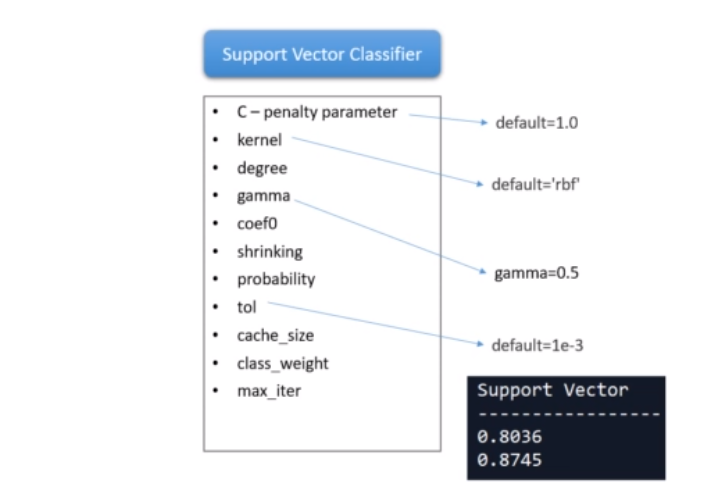 Support Vector Classifier
• C – penalty parameter
default=1.0
• kernel
default='rbf'
• degree
• gamma
gamma=0.5
• coef0
• shrinking
• probability
• tol
default=1e-3
• cache_size
• class_weight
• max_iter
Support Vector
-----------------
0.8036
0.8745